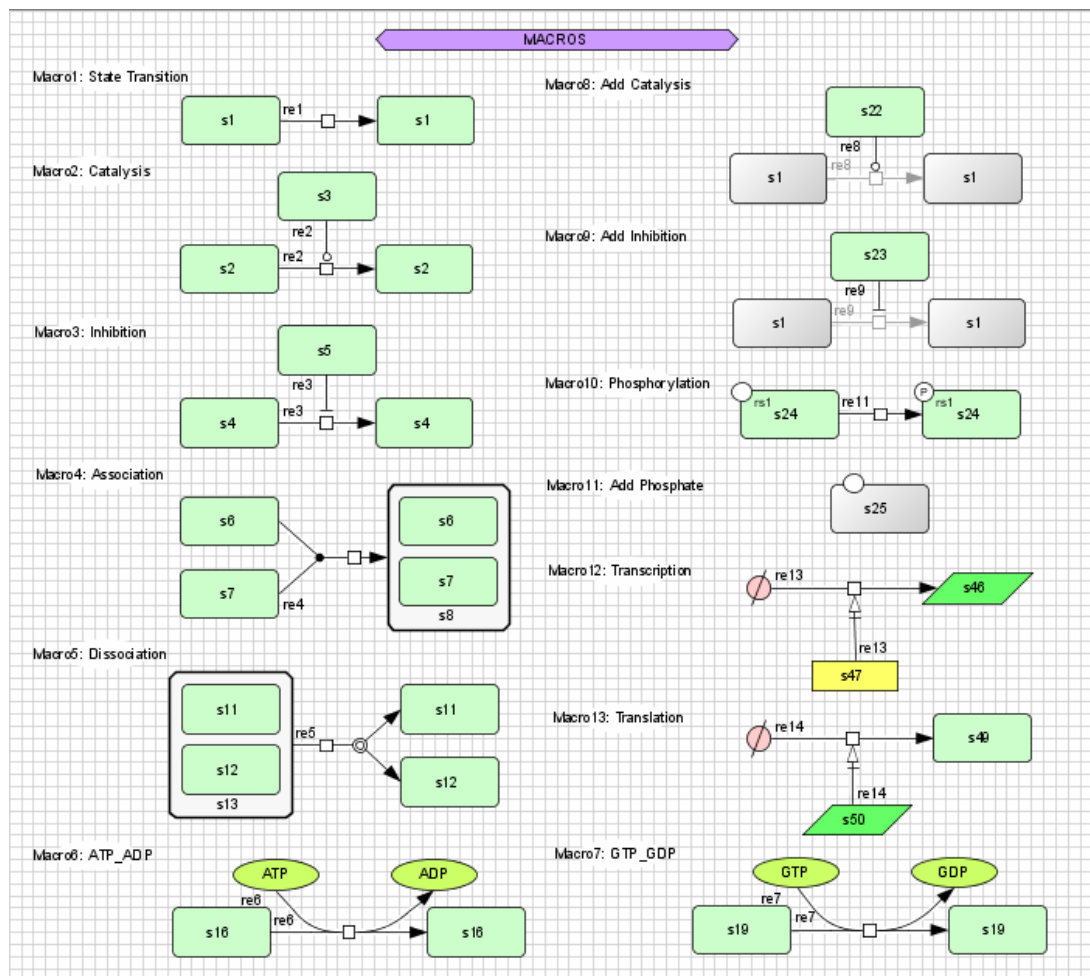 MACROS
Macro1: State Transition
s1
re1
s1
Macro2: Catalysis
s3
re2
s2
re2
s2
Macro3: Inhibition
s5
re3
s4
re3
s4
Macro4: Association
s6
s7
re4
s6
s7
s8
Macro5: Dissociation
s11
s12
s13
re5
s11
s12
Macro6: ATP_ADP
ATP
ADP
re6
re6
s16
s16
Macro8: Add Catalysis
s22
re8
re8
s1
s1
Macro9: Add Inhibition
s23
re9
re9
s1
s1
Macro10: Phosphorylation
rs1
s24
re11
P
rs1
s24
Macro11: Add Phosphate
s25
Macro12: Transcription
re13
s46
re13
s47
Macro13: Translation
re14
s49
re14
s50
Macro7: GTP_GDP
GTP
GDP
re7
re7
s19
s19